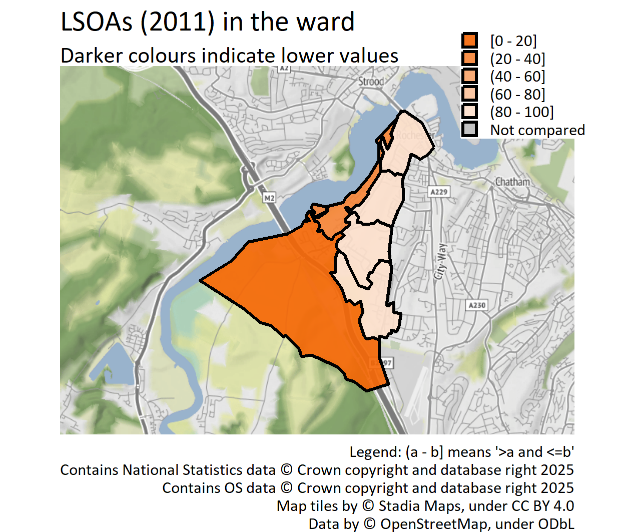 LSOAs (2011) in the ward
Darker colours indicate lower values
[0 - 20]
(20 - 40]
(40 - 60]
(60 - 80]
(80 - 100]
Not compared
A2
Strood
A229
Chatham
M2
City Way
A230
Legend: (a - b] means '>a and <=b'
Contains National Statistics data © Crown copyright and database right 2025
Contains OS data © Crown copyright and database right 2025
Map tiles by © Stadia Maps, under CC BY 4.0
Data by © OpenStreetMap, under ODbL